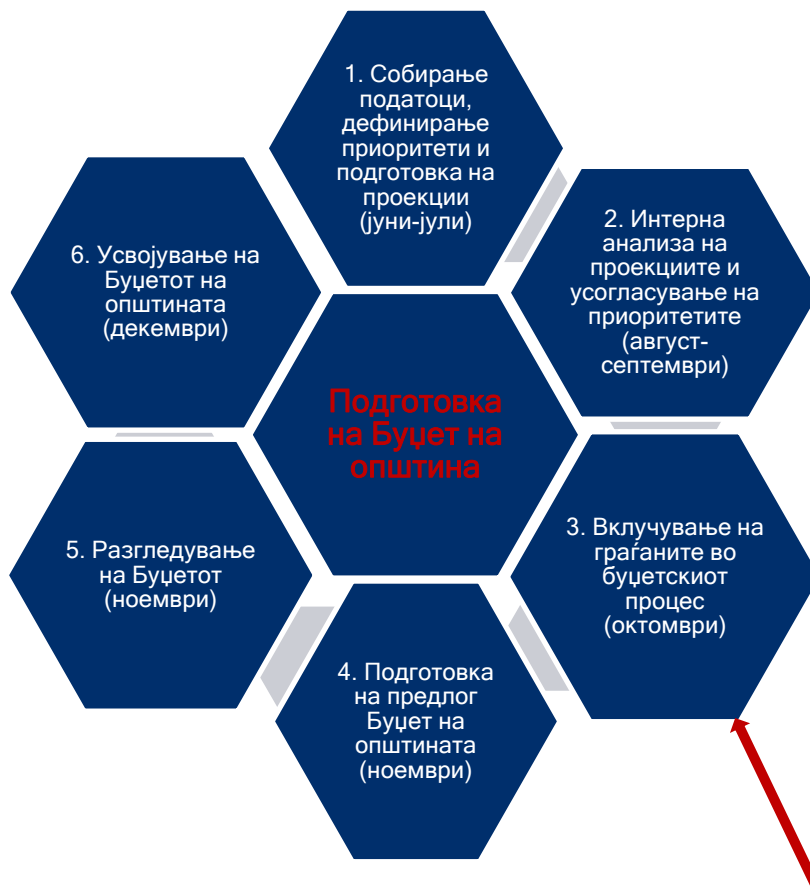 1. Собирање
податоци,
дефинирање
приоритети и
подготовка на
проекции
(јуни-јули)
2. Интерна
анализа на
проекциите и
усогласување на
приоритетите
(август-
септември)
3. Вклучување на
граѓаните во
буџетскиот
процес
(октомври)
4. Подготовка
на предлог
Буџет на
општината
(ноември)
5. Разгледување
на Буџетот
(ноември)
6. Усвојување на
Буџетот на
општината
(декември)
Подготовка
на Буџет на
општина